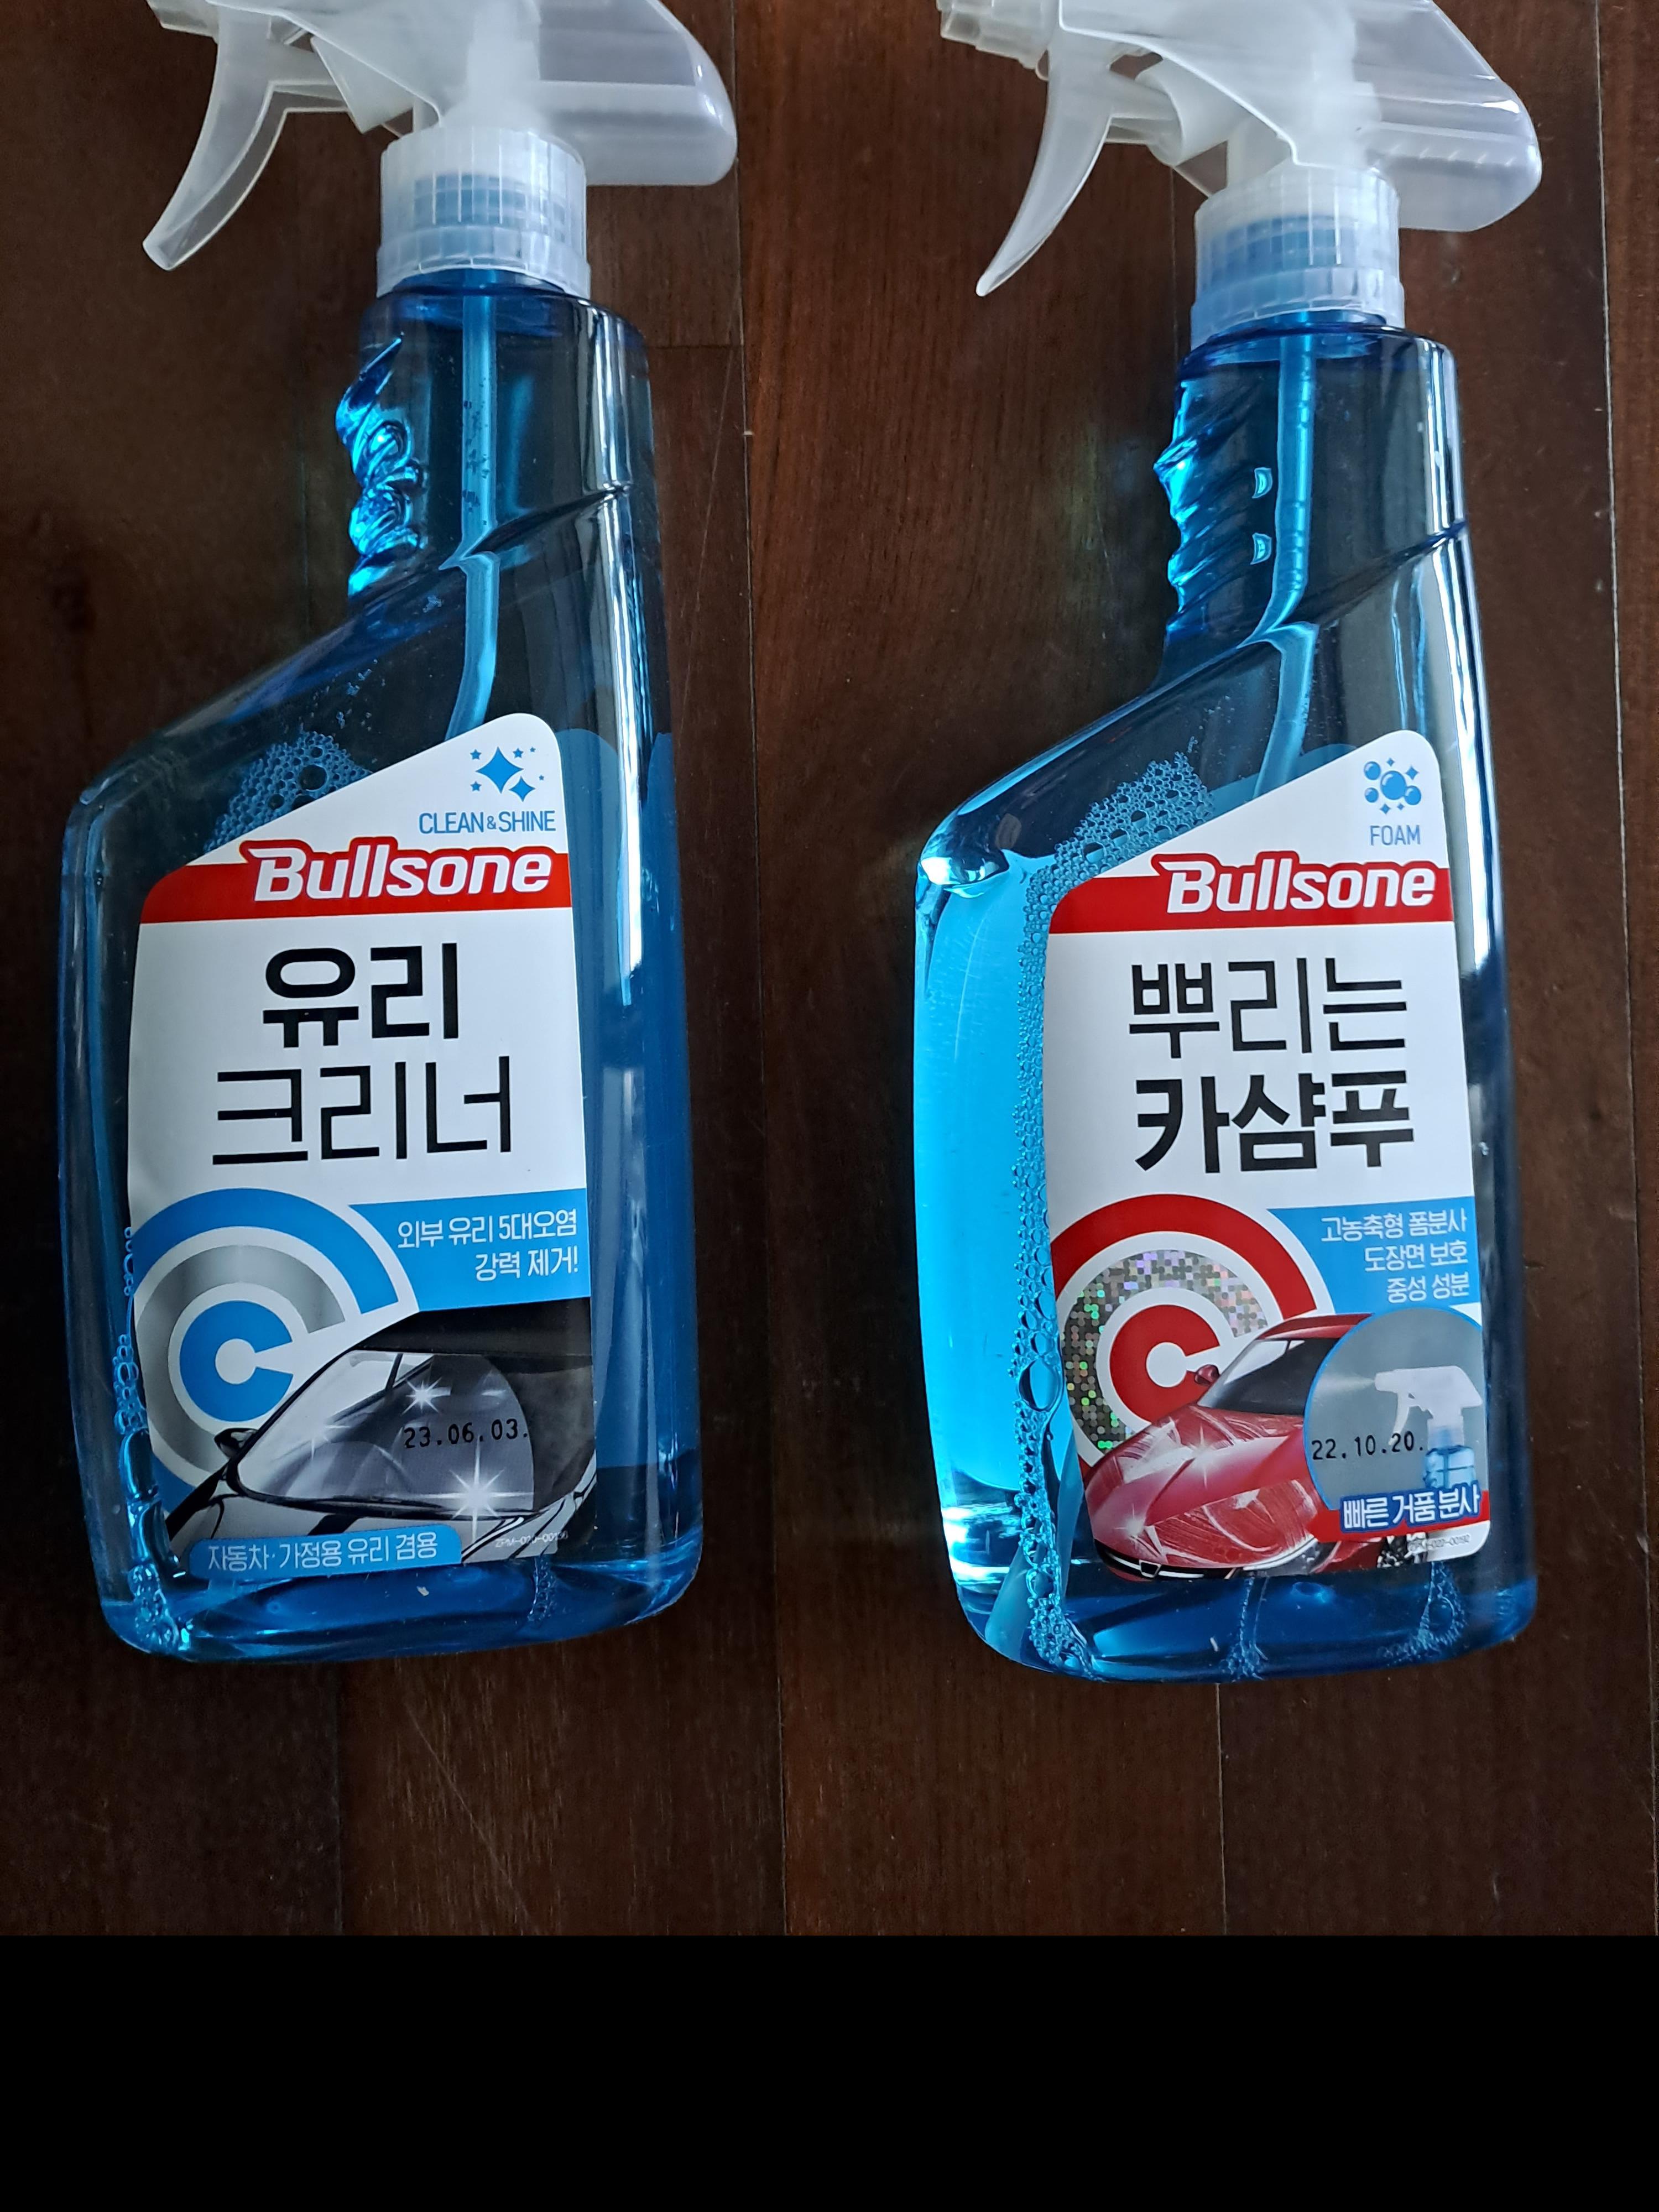 CLEAN & SHINE
Bullsone
유리
크리너
외부 유리 5대오염
강력 제거!
23.06.03.
자동차·가정용 유리 겸용
FOAM
Bullsone
뿌리는
카샴푸
고농축형 폼분사
도장면 보호
중성 성분
22.10.20.
빠른 거품 분사